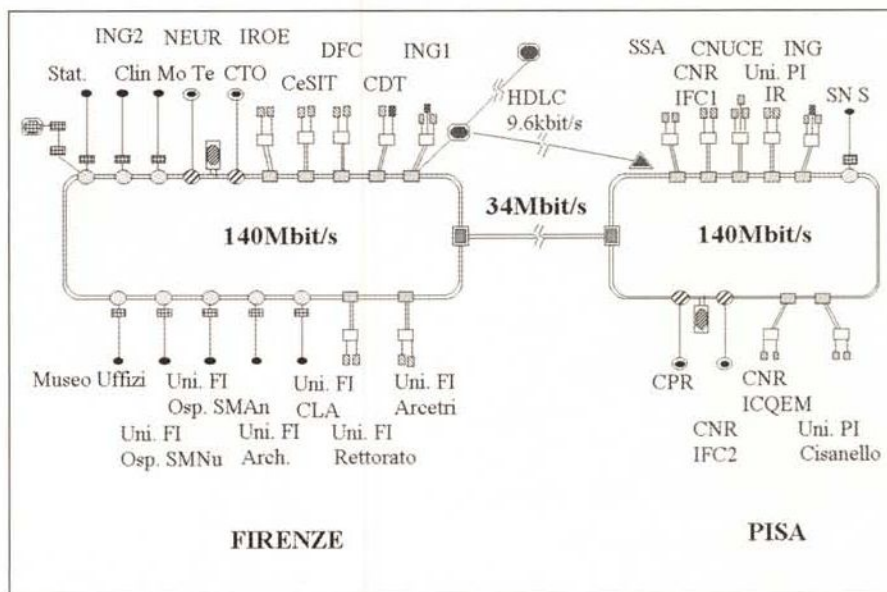 ING2 NEUR IROE
DFC ING1
Stat. Clin Mo Te CTO
CeSIT CDT
HDLC
9.6kbit/s
SSA CNUCE ING
CNR Uni. PI
IFC1 IR
SN S
140Mbit/s
34Mbit/s
140Mbit/s
Museo Uffizi
Uni. FI
Osp. SMNu
Uni. FI
Osp. SMAn
Uni. FI
Arch.
Uni. FI
CLA
Uni. FI
Rettorato
Uni. FI
Arcetri
CPR
CNR
IFC2
CNR
ICQEM
Uni. PI
Cisanello
FIRENZE
PISA